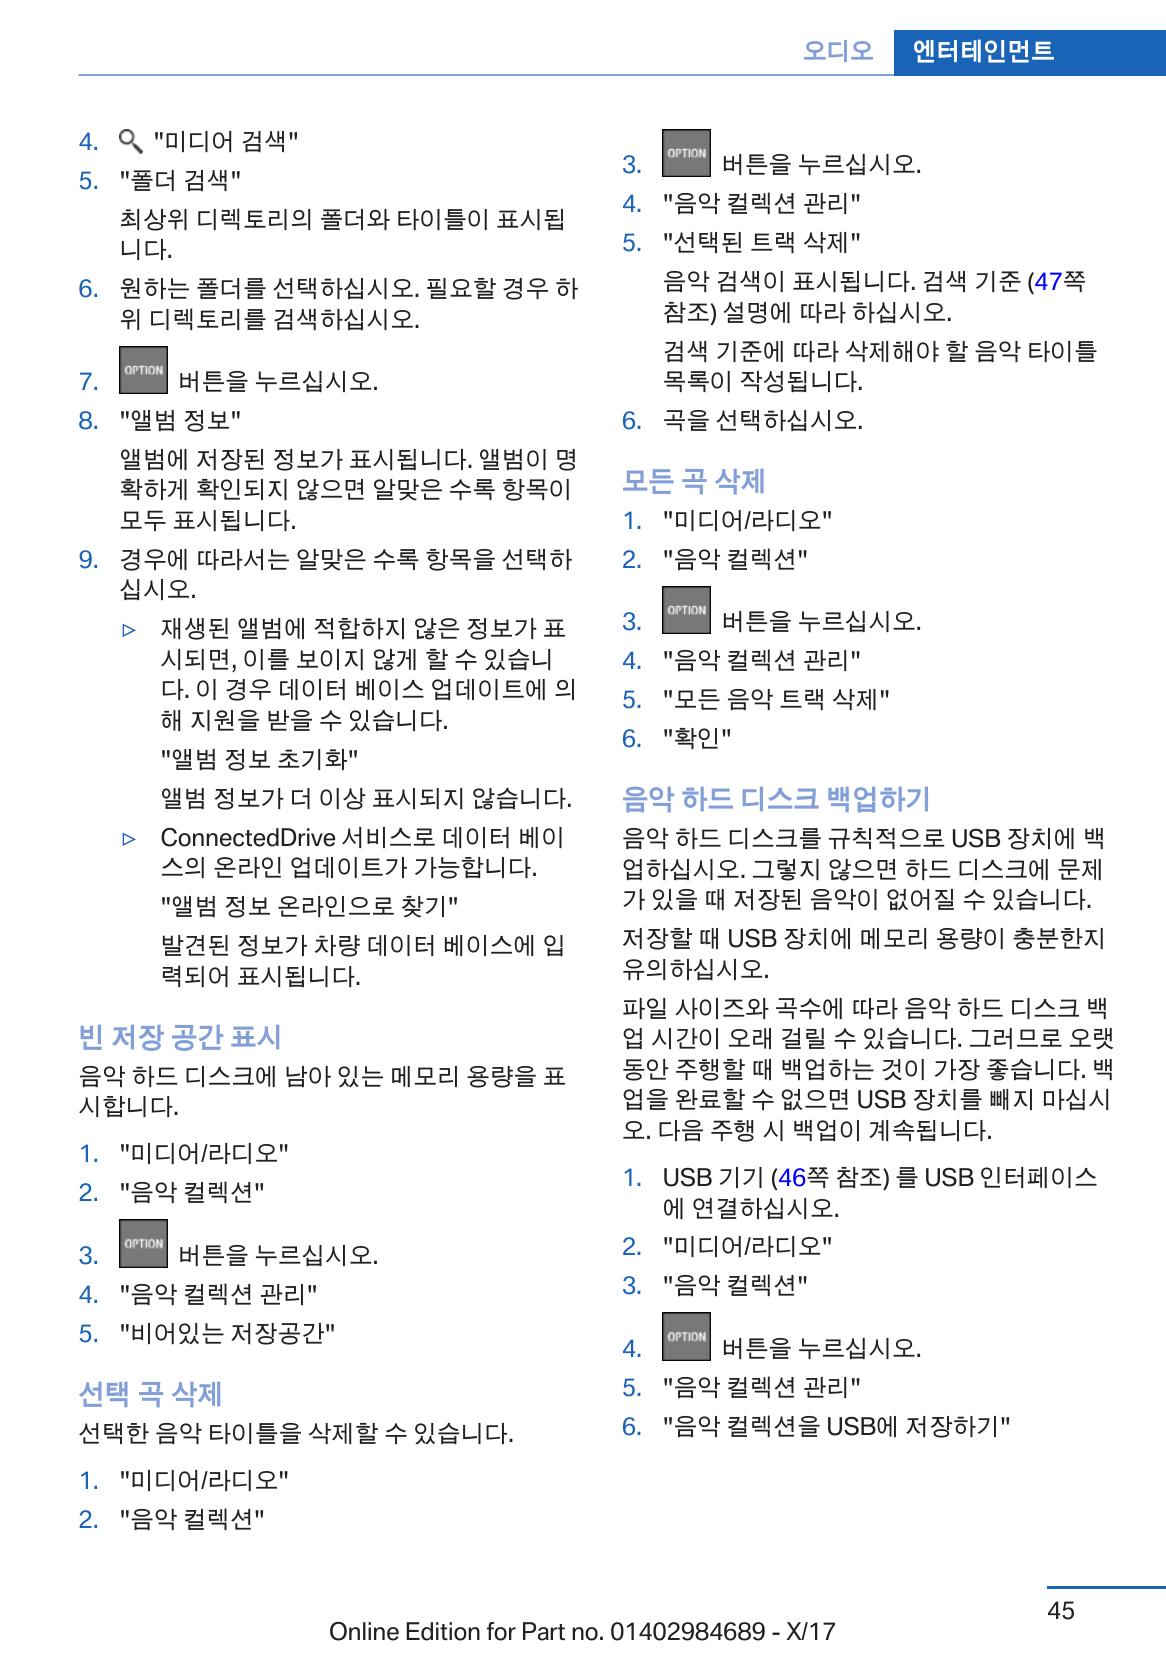 오디오 엔터테인먼트
4. "미디어 검색"
5. "폴더 검색"
최상위 디렉토리의 폴더와 타이틀이 표시됩
니다.
6. 원하는 폴더를 선택하십시오. 필요할 경우 하
위 디렉토리를 검색하십시오.
7. OPTION 버튼을 누르십시오.
8. "앨범 정보"
앨범에 저장된 정보가 표시됩니다. 앨범이 명
확하게 확인되지 않으면 알맞은 수록 항목이
모두 표시됩니다.
9. 경우에 따라서는 알맞은 수록 항목을 선택하
십시오.
▷ 재생된 앨범에 적합하지 않은 정보가 표
시되면, 이를 보이지 않게 할 수 있습니
다. 이 경우 데이터 베이스 업데이트에 의
해 지원을 받을 수 있습니다.
"앨범 정보 초기화"
앨범 정보가 더 이상 표시되지 않습니다.
▷ ConnectedDrive 서비스로 데이터 베이
스의 온라인 업데이트가 가능합니다.
"앨범 정보 온라인으로 찾기"
발견된 정보가 차량 데이터 베이스에 입
력되어 표시됩니다.
빈 저장 공간 표시
음악 하드 디스크에 남아 있는 메모리 용량을 표
시합니다.
1. "미디어/라디오"
2. "음악 컬렉션"
3. OPTION 버튼을 누르십시오.
4. "음악 컬렉션 관리"
5. "비어있는 저장공간"
선택 곡 삭제
선택한 음악 타이틀을 삭제할 수 있습니다.
1. "미디어/라디오"
2. "음악 컬렉션"
3. OPTION 버튼을 누르십시오.
4. "음악 컬렉션 관리"
5. "선택된 트랙 삭제"
음악 검색이 표시됩니다. 검색 기준 (47쪽
참조) 설명에 따라 하십시오.
검색 기준에 따라 삭제해야 할 음악 타이틀
목록이 작성됩니다.
6. 곡을 선택하십시오.
모든 곡 삭제
1. "미디어/라디오"
2. "음악 컬렉션"
3. OPTION 버튼을 누르십시오.
4. "음악 컬렉션 관리"
5. "모든 음악 트랙 삭제"
6. "확인"
음악 하드 디스크 백업하기
음악 하드 디스크를 규칙적으로 USB 장치에 백
업하십시오. 그렇지 않으면 하드 디스크에 문제
가 있을 때 저장된 음악이 없어질 수 있습니다.
저장할 때 USB 장치에 메모리 용량이 충분한지
유의하십시오.
파일 사이즈와 곡수에 따라 음악 하드 디스크 백
업 시간이 오래 걸릴 수 있습니다. 그러므로 오랫
동안 주행할 때 백업하는 것이 가장 좋습니다. 백
업을 완료할 수 없으면 USB 장치를 빼지 마십시
오. 다음 주행 시 백업이 계속됩니다.
1. USB 기기 (46쪽 참조) 를 USB 인터페이스
에 연결하십시오.
2. "미디어/라디오"
3. "음악 컬렉션"
4. OPTION 버튼을 누르십시오.
5. "음악 컬렉션 관리"
6. "음악 컬렉션을 USB에 저장하기"
45
Online Edition for Part no. 01402984689 - X/17